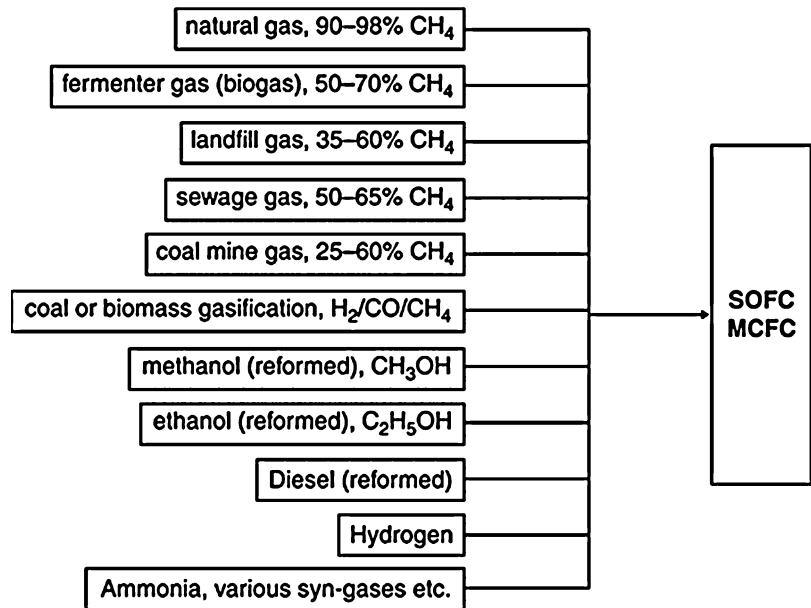 natural gas, 90–98% CH₄
fermenter gas (biogas), 50–70% CH₄
landfill gas, 35–60% CH₄
sewage gas, 50–65% CH₄
coal mine gas, 25–60% CH₄
coal or biomass gasification, H₂/CO/CH₄
methanol (reformed), CH₃OH
ethanol (reformed), C₂H₅OH
Diesel (reformed)
Hydrogen
Ammonia, various syn-gases etc.
SOFC
MCFC